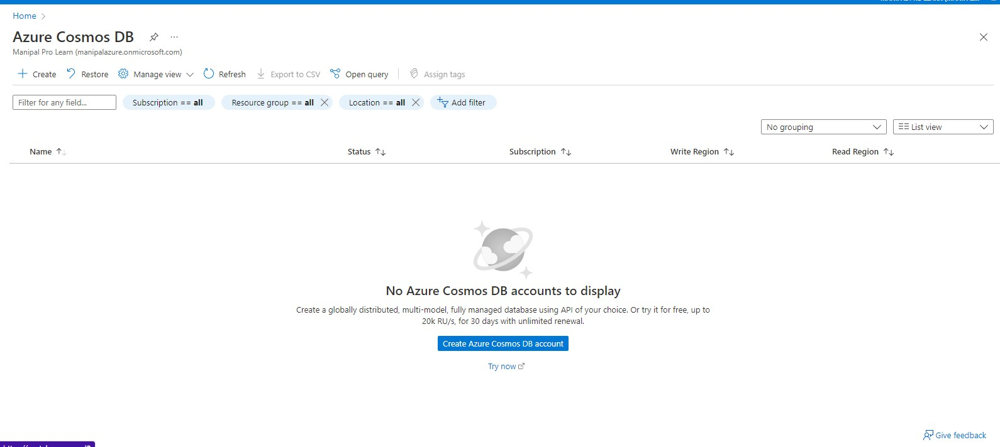 Home
Azure Cosmos DB
Manipal Pro Learn (manipalazure.onmicrosoft.com)
Create Restore Manage view Refresh Export to CSV Open query Assign tags
Filter for any field... Subscription == all Resource group == all Location == all Add filter
No grouping List view
Name Status Subscription Write Region Read Region
No Azure Cosmos DB accounts to display
Create a globally distributed, multi-model, fully managed database using API of your choice. Or try it for free, up to
20k RU/s, for 30 days with unlimited renewal.
Create Azure Cosmos DB account
Try now
Give feedback